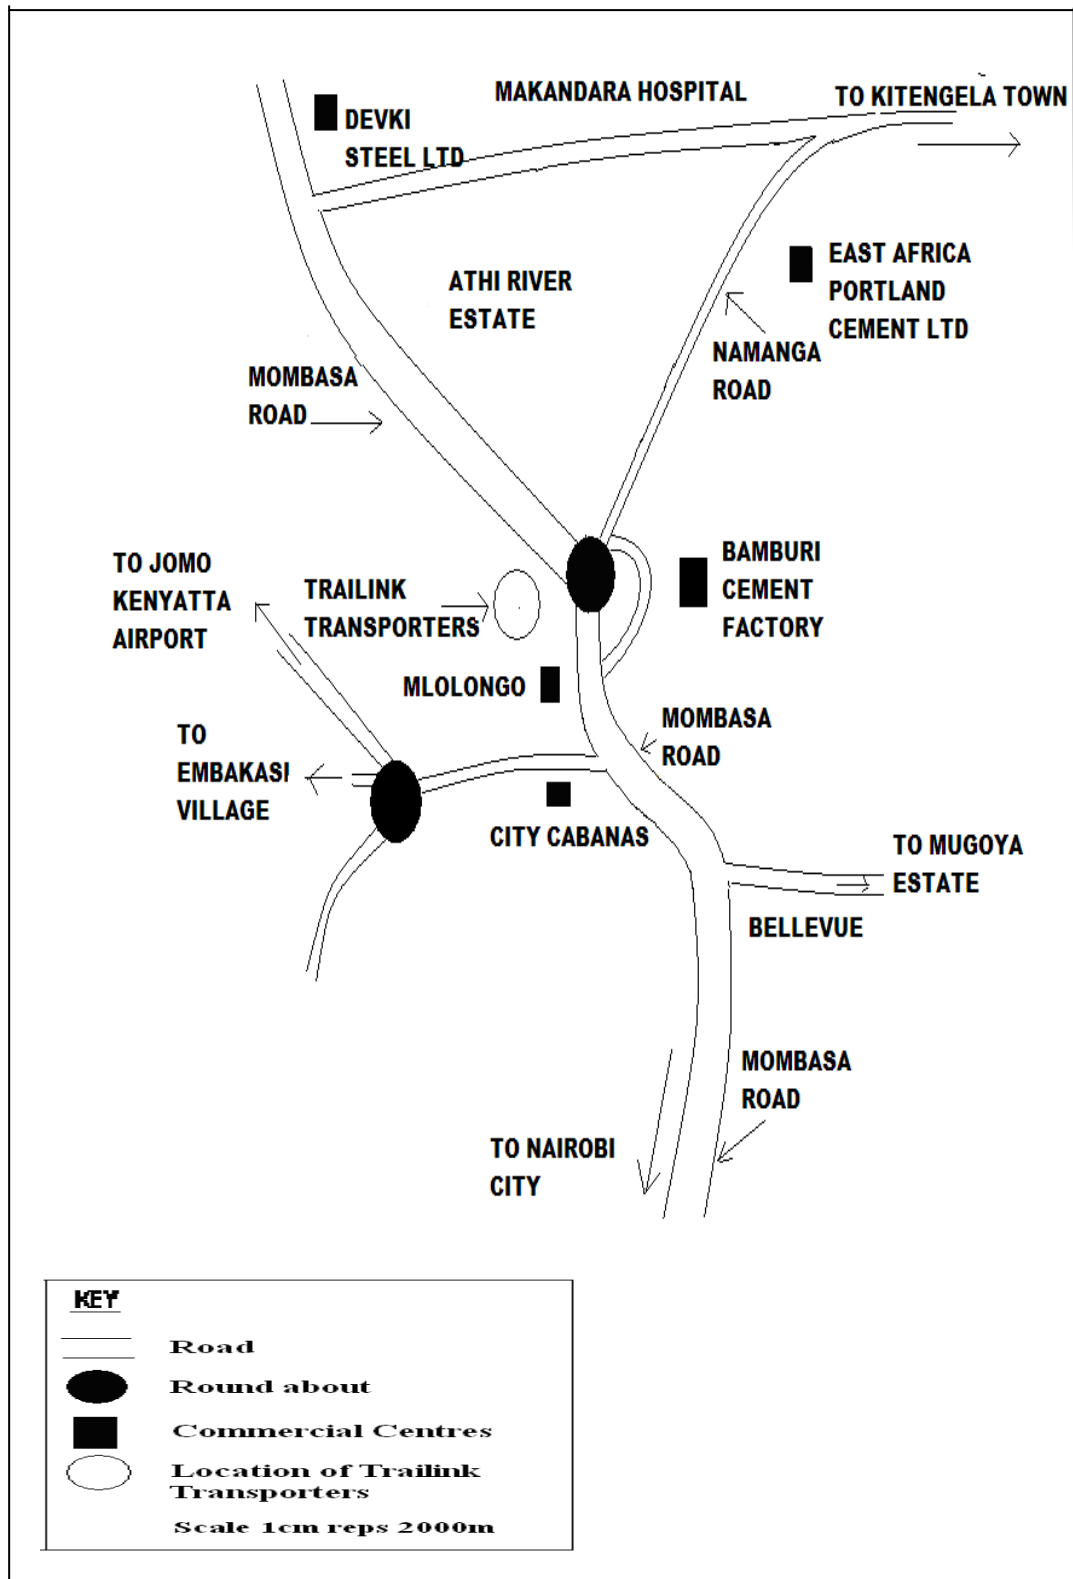 MAKANDARA HOSPITAL
TO KITENGELA TOWN
DEVKI
STEEL LTD
EAST AFRICA
PORTLAND
CEMENT LTD
ATHI RIVER
ESTATE
NAMANGA
ROAD
MOMBASA
ROAD
BAMBURI
CEMENT
FACTORY
TO JOMO
KENYATTA
AIRPORT
TRAILINK
TRANSPORTERS
MLOLONGO
MOMBASA
ROAD
TO
EMBAKASI
VILLAGE
CITY CABANAS
TO MUGOYA
ESTATE
BELLEVUE
MOMBASA
ROAD
TO NAIROBI
CITY
KEY
Road
Round about
Commercial Centres
Location of Trailink
Transporters
Scale 1cm reps 2000m